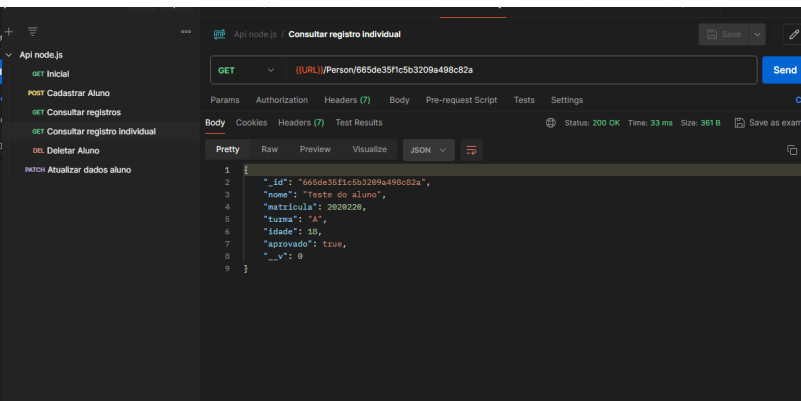 Api node.js / Consultar registro individual
Save
Api node.js
GET Inicial
POST Cadastrar Aluno
GET Consultar registros
GET Consultar registro individual
DEL Deletar Aluno
PATCH Atualizar dados aluno
GET {{URL}}/Person/665de35f1c5b3209a498c82a Send
Params Authorization Headers (7) Body Pre-request Script Tests Settings
Body Cookies Headers (7) Test Results Status: 200 OK Time: 33 ms Size: 361 B Save as exam
Pretty Raw Preview Visualize JSON
1 {
2 "_id": "665de35f1c5b3209a498c82a",
3 "nome": "Teste do aluno",
4 "matricula": 2020220,
5 "turma": "A",
6 "idade": 18,
7 "aprovado": true,
8 "__v": 0
9 }